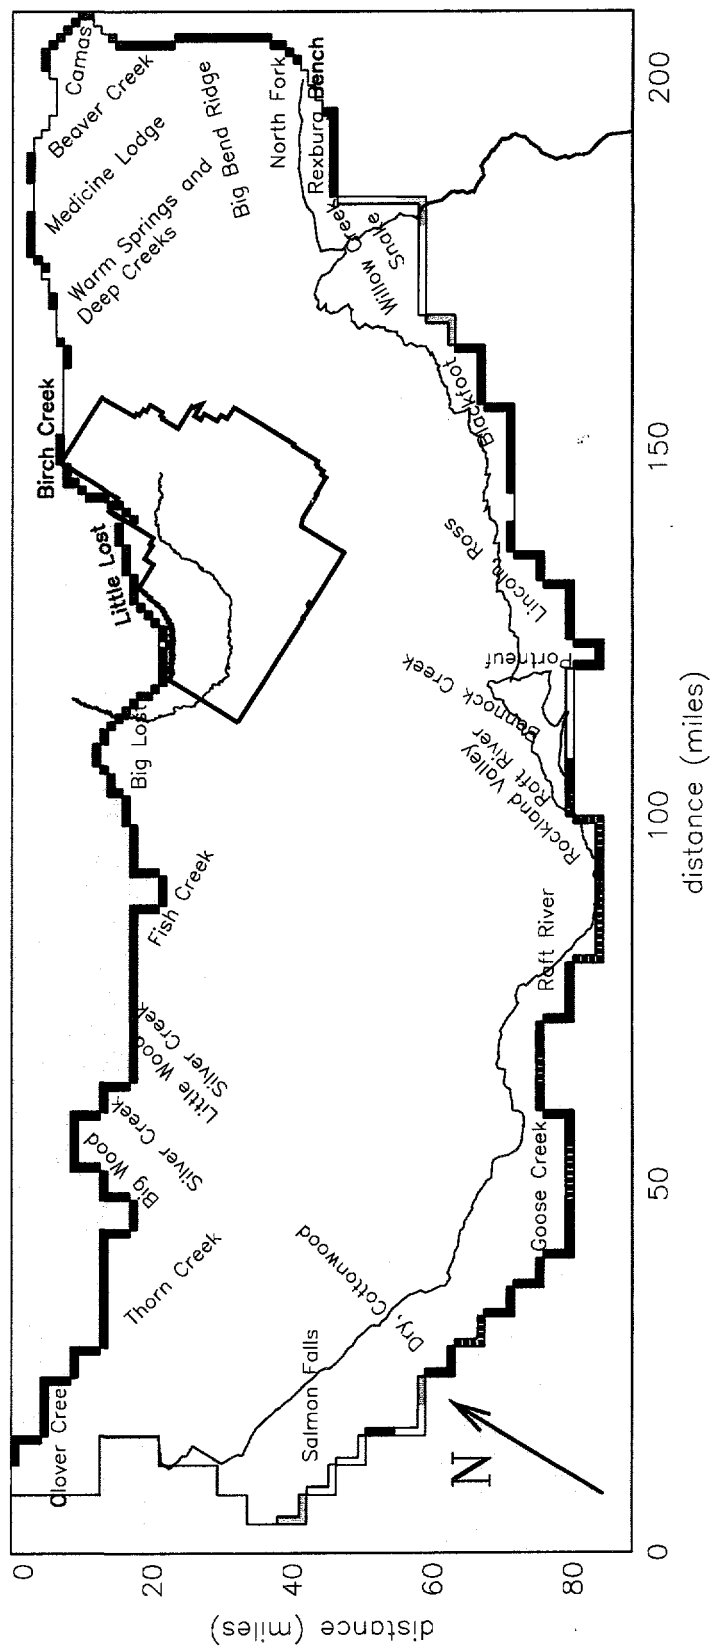 Camas
Beaver Creek
Medicine Lodge
Warm Springs and
Deep Creeks
Big Bend Ridge
North Fork
Rexburg Bench
Willow Creek
Snake
Birch Creek
Little Lost
Big Lost
Blackfoot
Lincoln, Ross
Portneuf
Bannock Creek
Raft River
Rockland Valley
Fish Creek
Raft River
Silver Creek
Little Wood
Silver Creek
Big Wood
Goose Creek
Thorn Creek
Dry, Cottonwood
Salmon Falls
Clover Cree
N
0
20
40
60
80
distance (miles)
0
50
100
150
200
distance (miles)